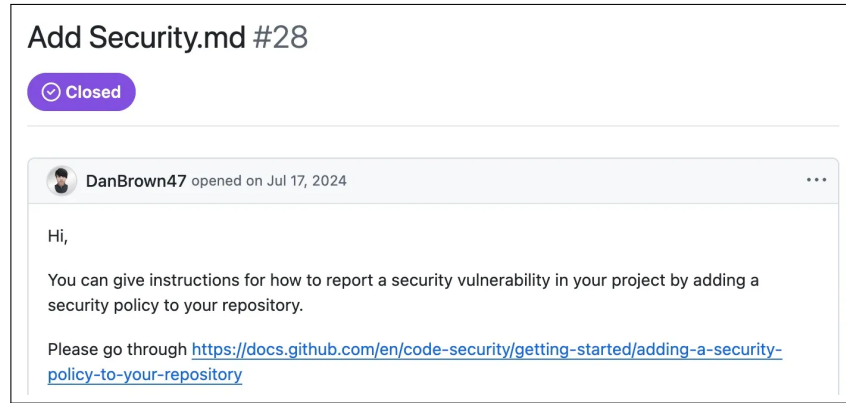 Add Security.md #28
Closed
DanBrown47 opened on Jul 17, 2024
Hi,
You can give instructions for how to report a security vulnerability in your project by adding a
security policy to your repository.
Please go through https://docs.github.com/en/code-security/getting-started/adding-a-security-
policy-to-your-repository